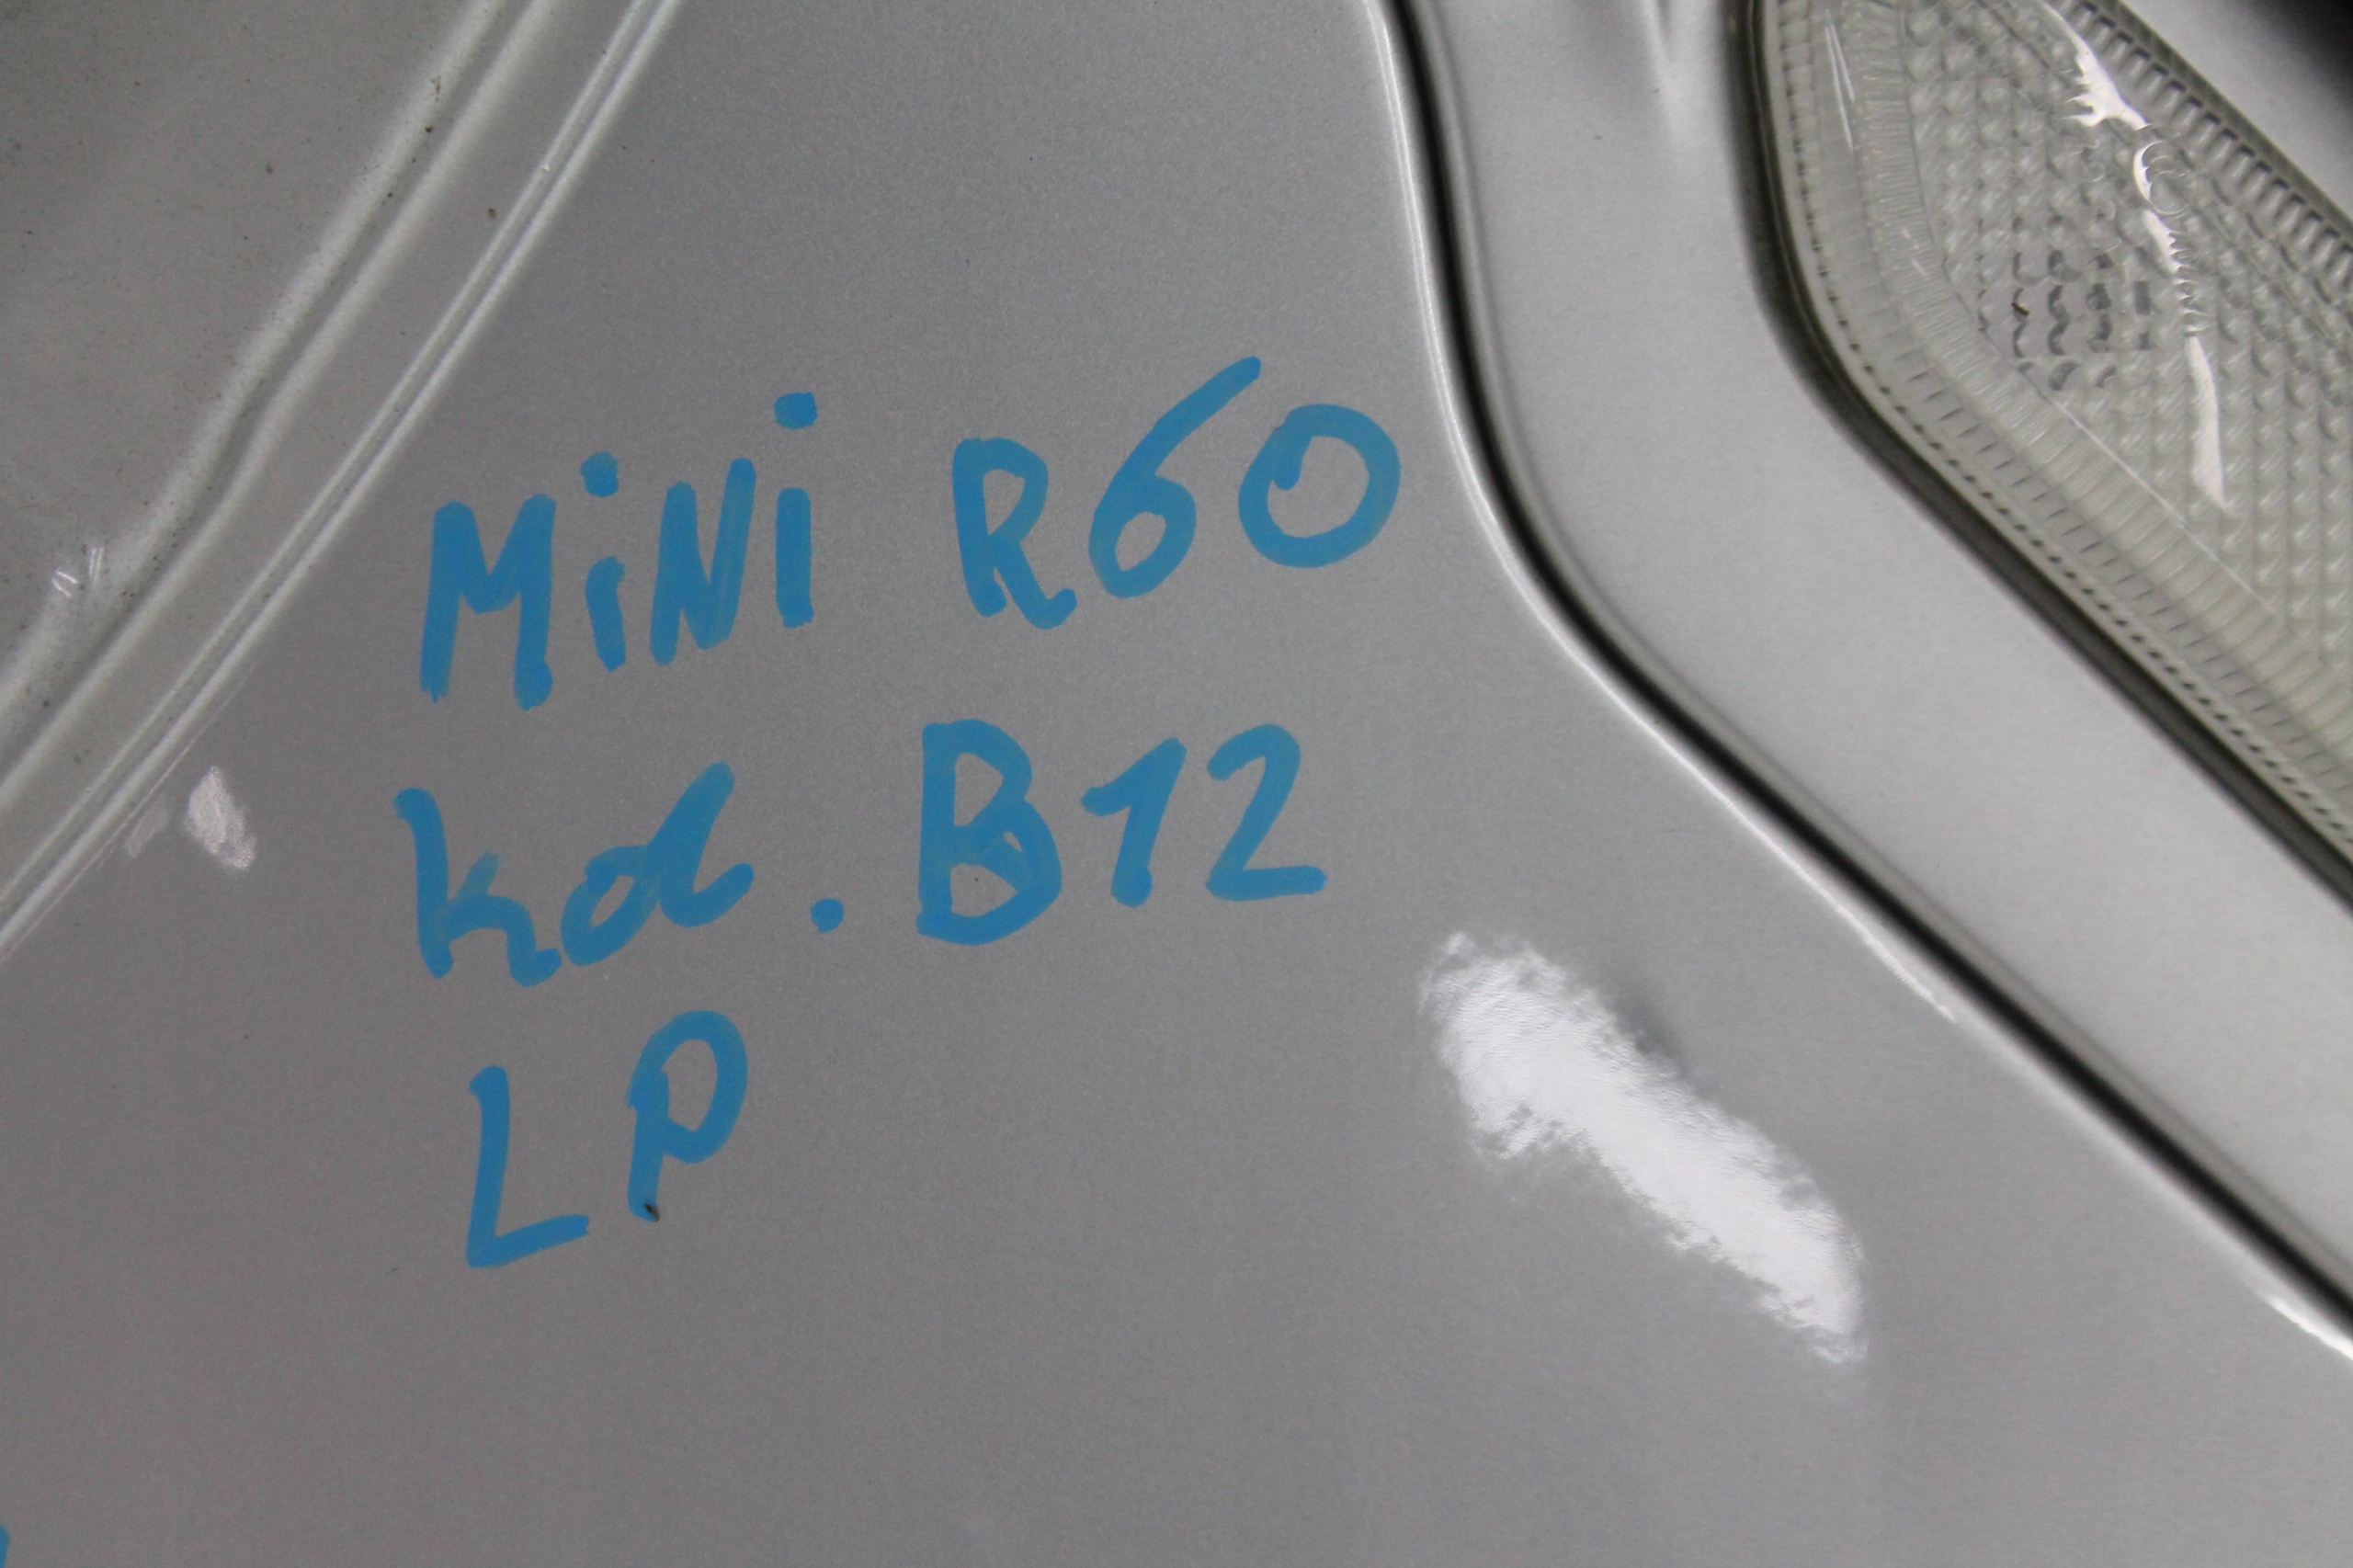 MiNi R60
kol. B12
LP